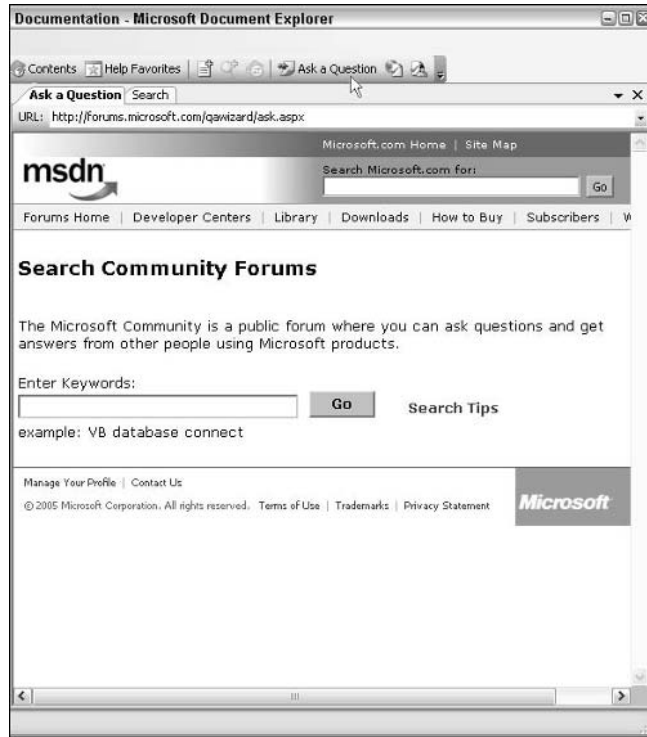 Documentation - Microsoft Document Explorer
Contents Help Favorites Ask a Question
Ask a Question Search
URL: http://forums.microsoft.com/qawizard/ask.aspx
Microsoft.com Home | Site Map
msdn
Search Microsoft.com for:
Go
Forums Home | Developer Centers | Library | Downloads | How to Buy | Subscribers | W
Search Community Forums
The Microsoft Community is a public forum where you can ask questions and get
answers from other people using Microsoft products.
Enter Keywords:
Go Search Tips
example: VB database connect
Manage Your Profile | Contact Us
© 2005 Microsoft Corporation. All rights reserved. Terms of Use | Trademarks | Privacy Statement
Microsoft